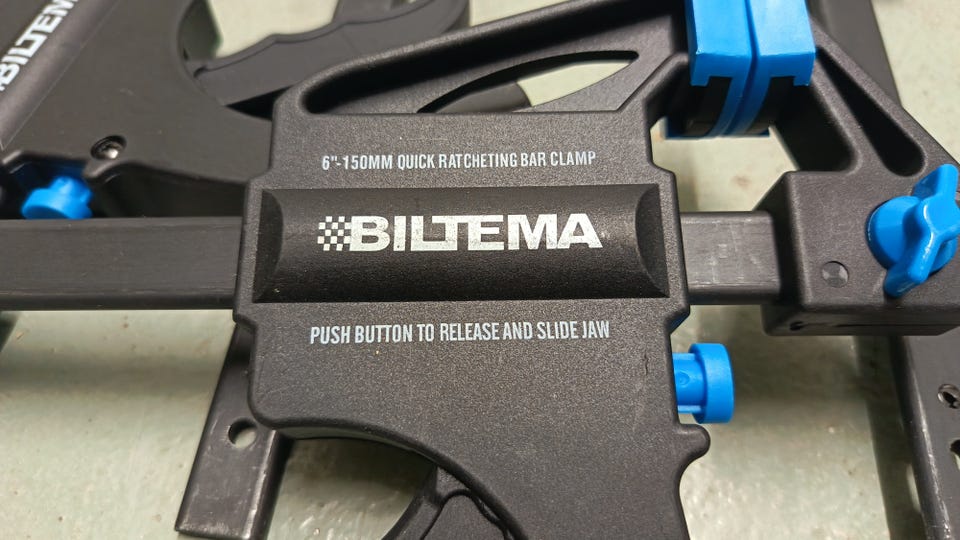 BILTEMA
6"-150MM QUICK RATCHETING BAR CLAMP
BILTEMA
PUSH BUTTON TO RELEASE AND SLIDE JAW